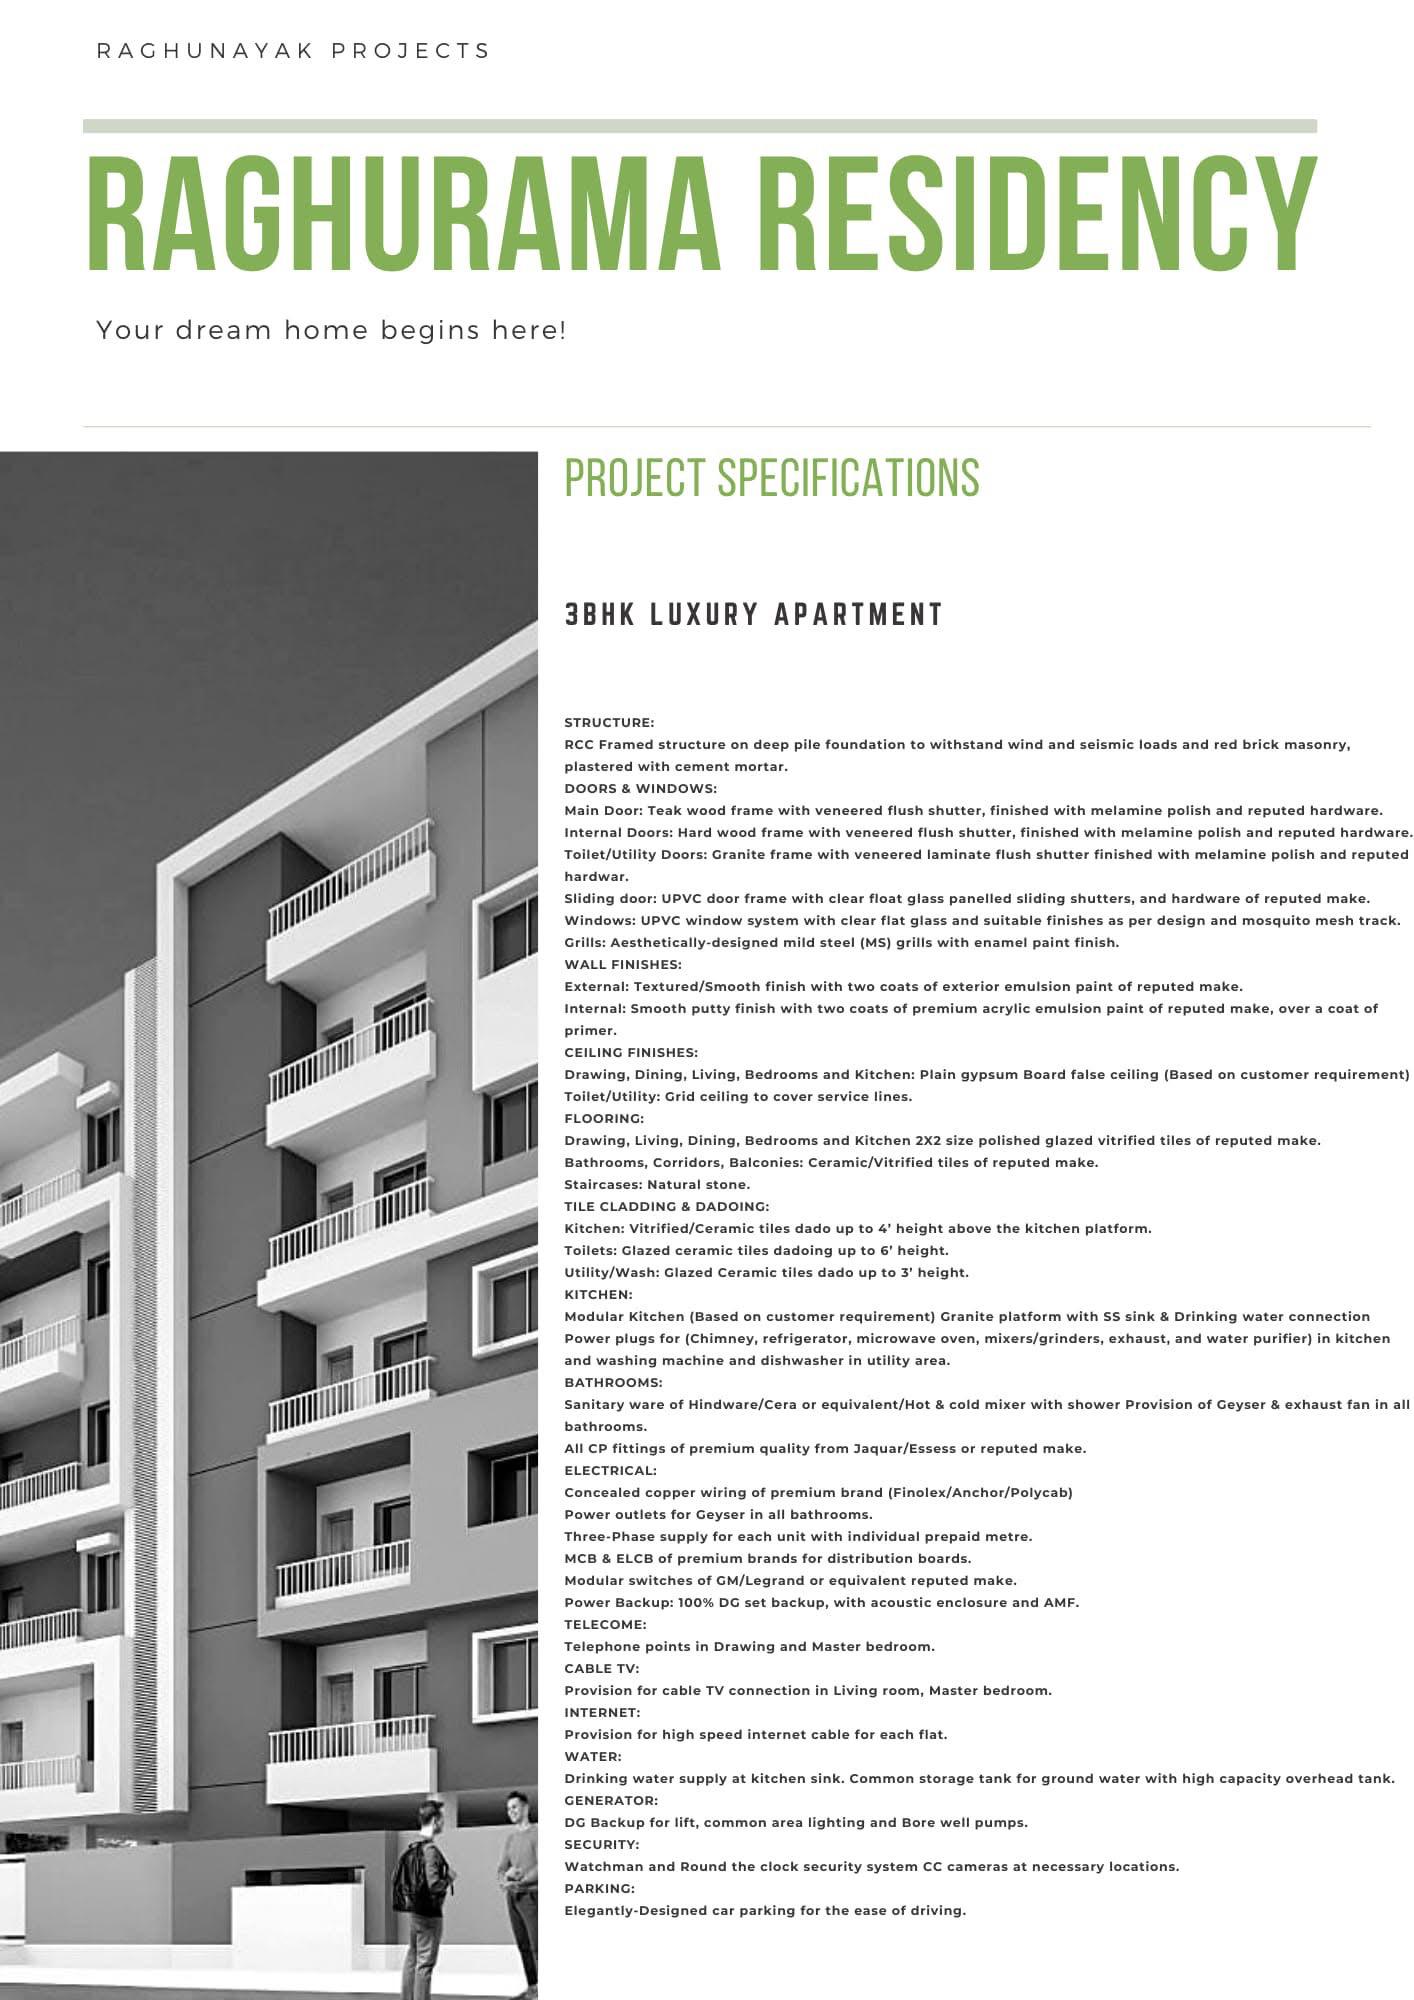 RAGHUNAYAK PROJECTS
RAGHURAMA RESIDENCY
Your dream home begins here!
PROJECT SPECIFICATIONS
3BHK LUXURY APARTMENT
STRUCTURE:
RCC Framed structure on deep pile foundation to withstand wind and seismic loads and red brick masonry,
plastered with cement mortar.
DOORS & WINDOWS:
Main Door: Teak wood frame with veneered flush shutter, finished with melamine polish and reputed hardware.
Internal Doors: Hard wood frame with veneered flush shutter, finished with melamine polish and reputed hardware.
Toilet/Utility Doors: Granite frame with veneered laminate flush shutter finished with melamine polish and reputed
hardwar.
Sliding door: UPVC door frame with clear float glass panelled sliding shutters, and hardware of reputed make.
Windows: UPVC window system with clear flat glass and suitable finishes as per design and mosquito mesh track.
Grills: Aesthetically-designed mild steel (MS) grills with enamel paint finish.
WALL FINISHES:
External: Textured/Smooth finish with two coats of exterior emulsion paint of reputed make.
Internal: Smooth putty finish with two coats of premium acrylic emulsion paint of reputed make, over a coat of
primer.
CEILING FINISHES:
Drawing, Dining, Living, Bedrooms and Kitchen: Plain gypsum Board false ceiling (Based on customer requirement)
Toilet/Utility: Grid ceiling to cover service lines.
FLOORING:
Drawing, Living, Dining, Bedrooms and Kitchen 2X2 size polished glazed vitrified tiles of reputed make.
Bathrooms, Corridors, Balconies: Ceramic/Vitrified tiles of reputed make.
Staircases: Natural stone.
TILE CLADDING & DADOING:
Kitchen: Vitrified/Ceramic tiles dado up to 4’ height above the kitchen platform.
Toilets: Glazed ceramic tiles dadoing up to 6’ height.
Utility/Wash: Glazed Ceramic tiles dado up to 3’ height.
KITCHEN:
Modular Kitchen (Based on customer requirement) Granite platform with SS sink & Drinking water connection
Power plugs for (Chimney, refrigerator, microwave oven, mixers/grinders, exhaust, and water purifier) in kitchen
and washing machine and dishwasher in utility area.
BATHROOMS:
Sanitary ware of Hindware/Cera or equivalent/Hot & cold mixer with shower Provision of Geyser & exhaust fan in all
bathrooms.
All CP fittings of premium quality from Jaquar/Essess or reputed make.
ELECTRICAL:
Concealed copper wiring of premium brand (Finolex/Anchor/Polycab)
Power outlets for Geyser in all bathrooms.
Three-Phase supply for each unit with individual prepaid metre.
MCB & ELCB of premium brands for distribution boards.
Modular switches of GM/Legrand or equivalent reputed make.
Power Backup: 100% DG set backup, with acoustic enclosure and AMF.
TELECOME:
Telephone points in Drawing and Master bedroom.
CABLE TV:
Provision for cable TV connection in Living room, Master bedroom.
INTERNET:
Provision for high speed internet cable for each flat.
WATER:
Drinking water supply at kitchen sink. Common storage tank for ground water with high capacity overhead tank.
GENERATOR:
DG Backup for lift, common area lighting and Bore well pumps.
SECURITY:
Watchman and Round the clock security system CC cameras at necessary locations.
PARKING:
Elegantly-Designed car parking for the ease of driving.